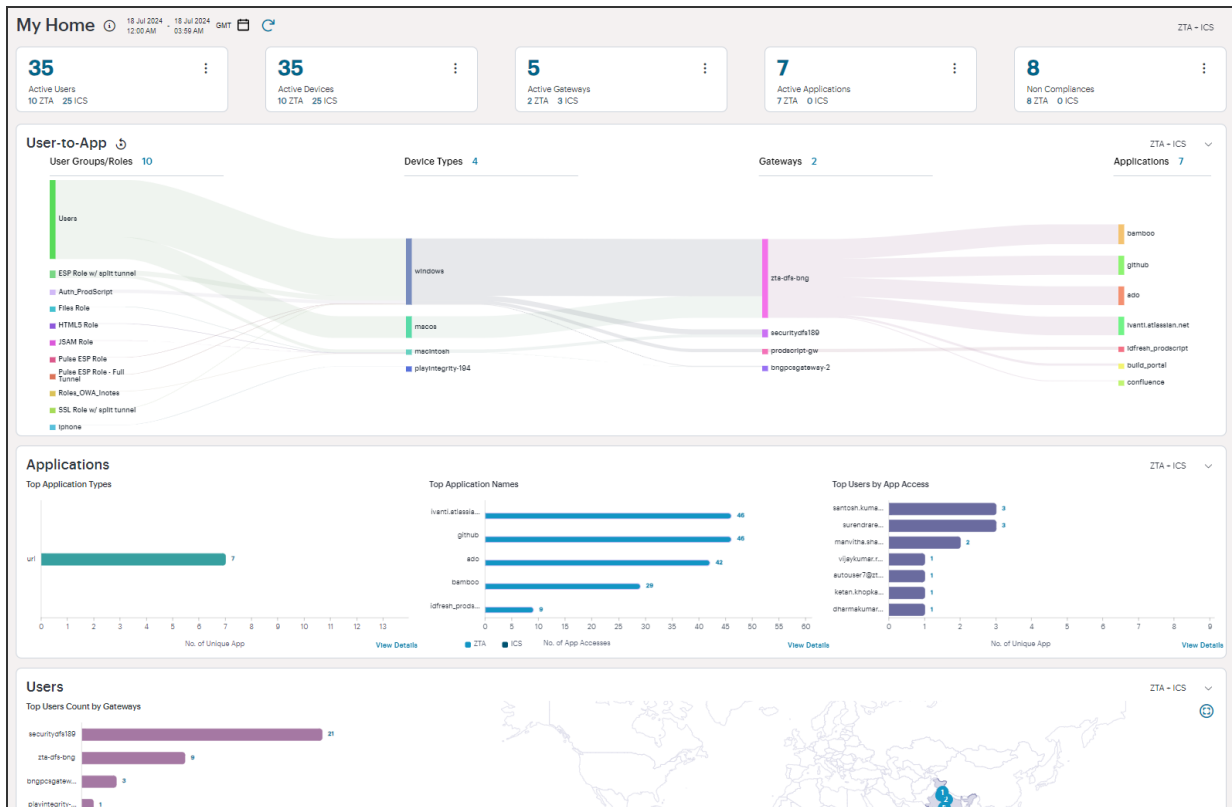 My Home
18 Jul 2024 - 18 Jul 2024 GMT
12:00 AM 03:59 AM
ZTA + ICS
35
Active Users
10 ZTA 25 ICS
35
Active Devices
10 ZTA 25 ICS
5
Active Gateways
2 ZTA 3 ICS
7
Active Applications
7 ZTA 0 ICS
8
Non Compliances
8 ZTA 0 ICS
User-to-App
ZTA + ICS
User Groups/Roles 10
Device Types 4
Gateways 2
Applications 7
Users
ESP Role w/ split tunnel
Auth_ProdScript
Files Role
HTML5 Role
JSAM Role
Pulse ESP Role
Pulse ESP Role - Full
Tunnel
Roles_OWA_Inotes
SSL Role w/ split tunnel
Iphone
windows
macos
macintosh
playintegrity-194
zta-dfs-bng
securitydfs189
prodscript-gw
bngpcsgateway-2
bamboo
github
ado
ivanti.atlassian.net
idfresh_prodscript
build_portal
confluence
Applications
ZTA + ICS
Top Application Types
url
7
0 1 2 3 4 5 6 7 8 9 10 11 12 13
No. of Unique App
View Details
Top Application Names
ivanti.atlassia... 46
github 46
ado 42
bamboo 29
idfresh_prods... 9
0 5 10 15 20 25 30 35 40 45 50 55 60
ZTA ICS No. of App Accesses
View Details
Top Users by App Access
santosh.kuma... 3
surendrare... 3
manvitha.sha... 2
vijaykumar.r... 1
autouser7@zt... 1
ketan.khopka... 1
dharmakumar... 1
0 1 2 3 4 5 6 7 8 9
No. of Unique App
View Details
Users
ZTA + ICS
Top Users Count by Gateways
securitydfs189 21
zta-dfs-bng 9
bngpcsgatew... 3
playintegrity-... 1
1
2